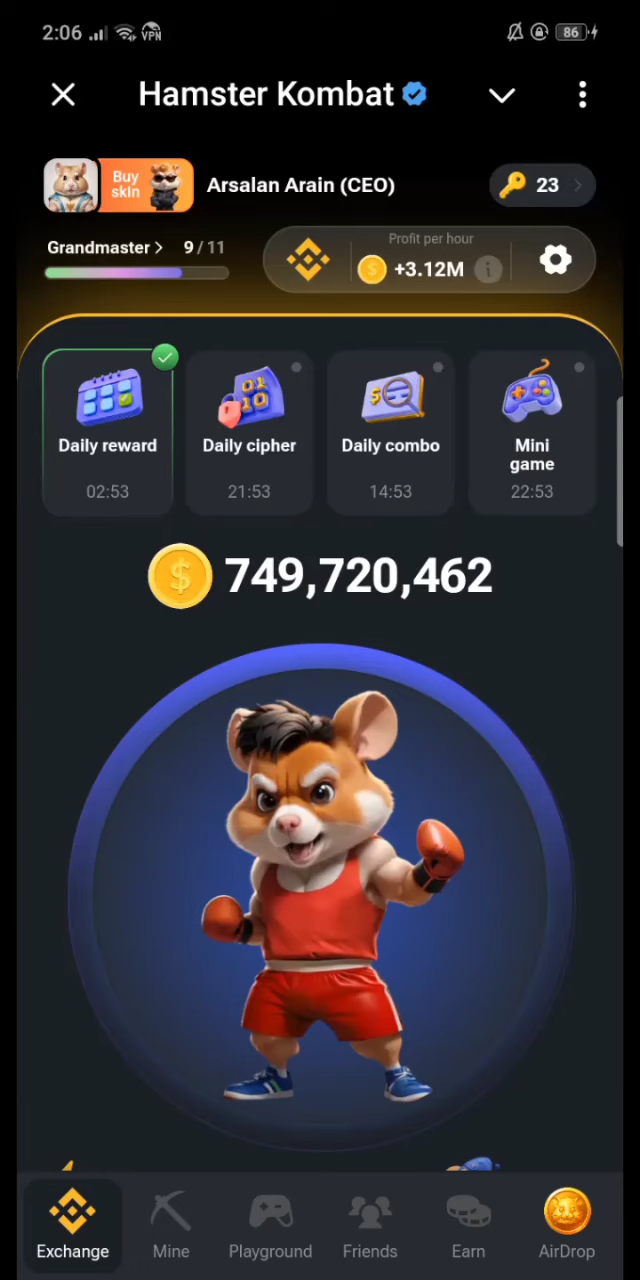 2:06
VPN
86
Hamster Kombat
Buy
skin
Arsalan Arain (CEO)
23
Grandmaster
9 / 11
Profit per hour
+3.12M
Daily reward
02:53
Daily cipher
21:53
Daily combo
14:53
Mini
game
22:53
749,720,462
Exchange
Mine
Playground
Friends
Earn
AirDrop